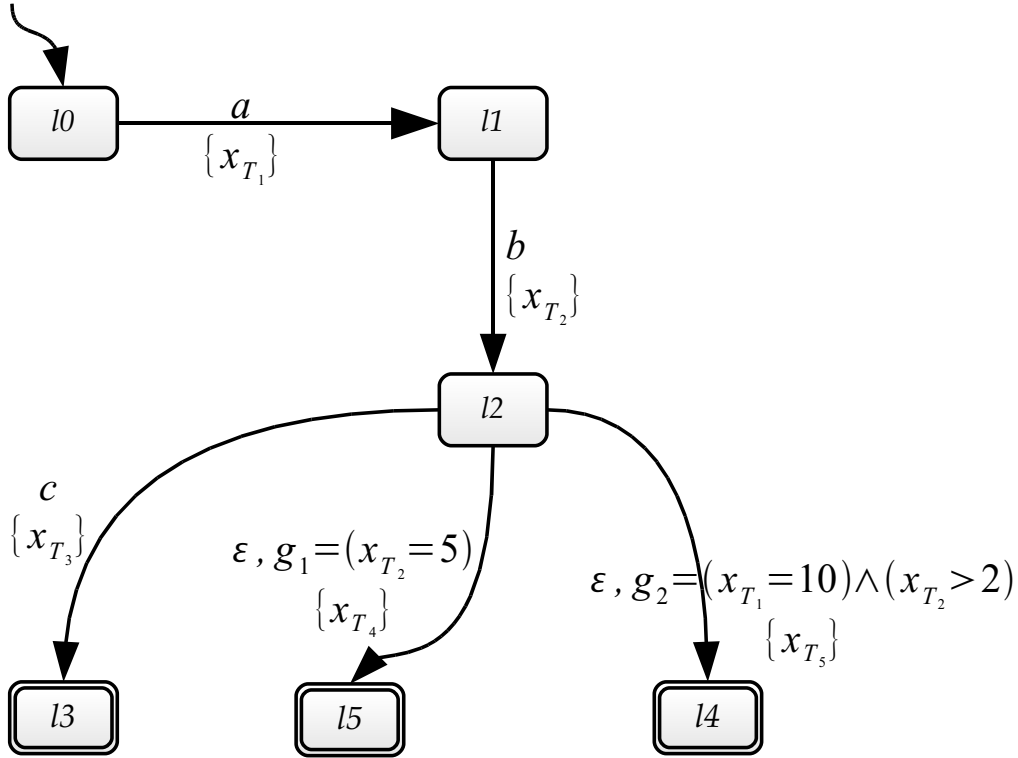 l0
a
{x_{T_1}}
l1
b
{x_{T_2}}
l2
c
{x_{T_3}}
ε, g_1=(x_{T_2}=5)
{x_{T_4}}
ε, g_2=(x_{T_1}=10)∧(x_{T_2}>2)
{x_{T_5}}
l3
l5
l4